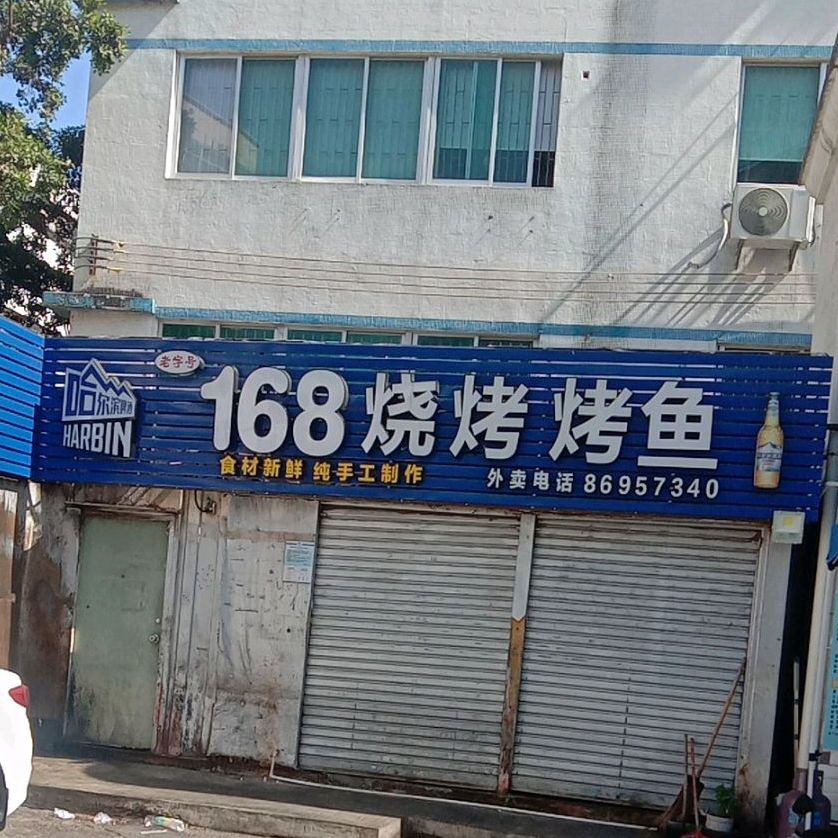 老字号
哈尔滨啤酒
HARBIN
168 烧烤 烤鱼
食材新鲜 纯手工制作
外卖电话 86957340